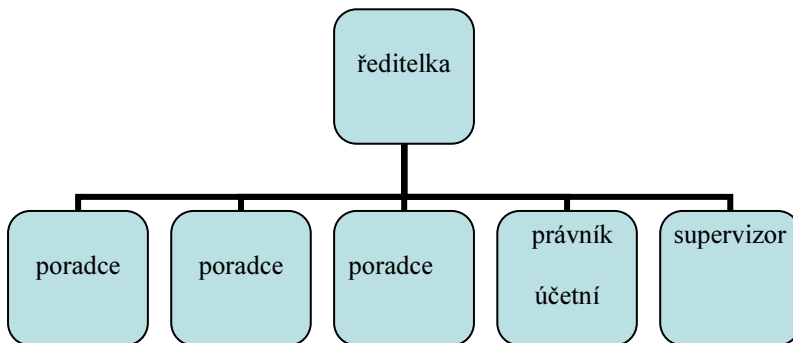 ředitelka
poradce
poradce
poradce
právník
účetní
supervizor